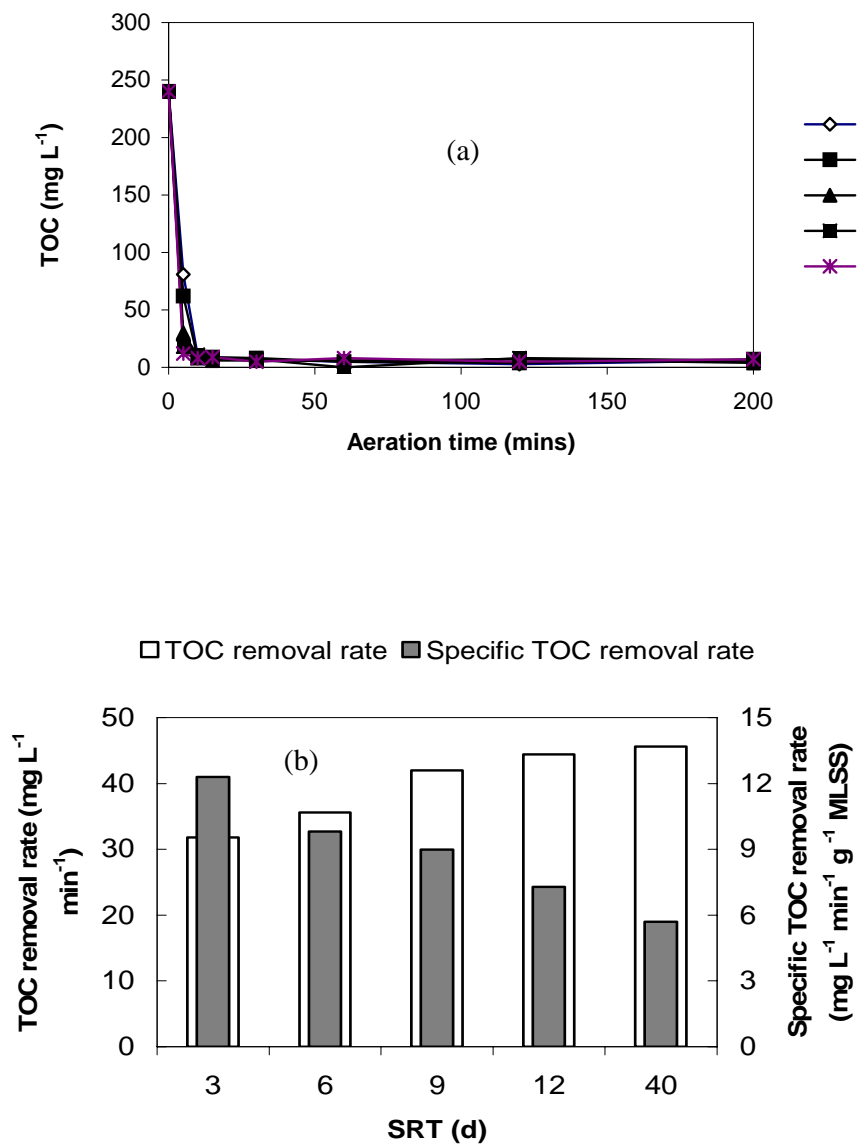 300
250
200
150
100
50
0
TOC (mg L-1)
(a)
0 50 100 150 200
Aeration time (mins)
TOC removal rate Specific TOC removal rate
50
40
30
20
10
0
TOC removal rate (mg L-1
min-1)
(b)
15
12
9
6
3
0
Specific TOC removal rate
(mg L-1 min-1 g-1 MLSS)
3 6 9 12 40
SRT (d)